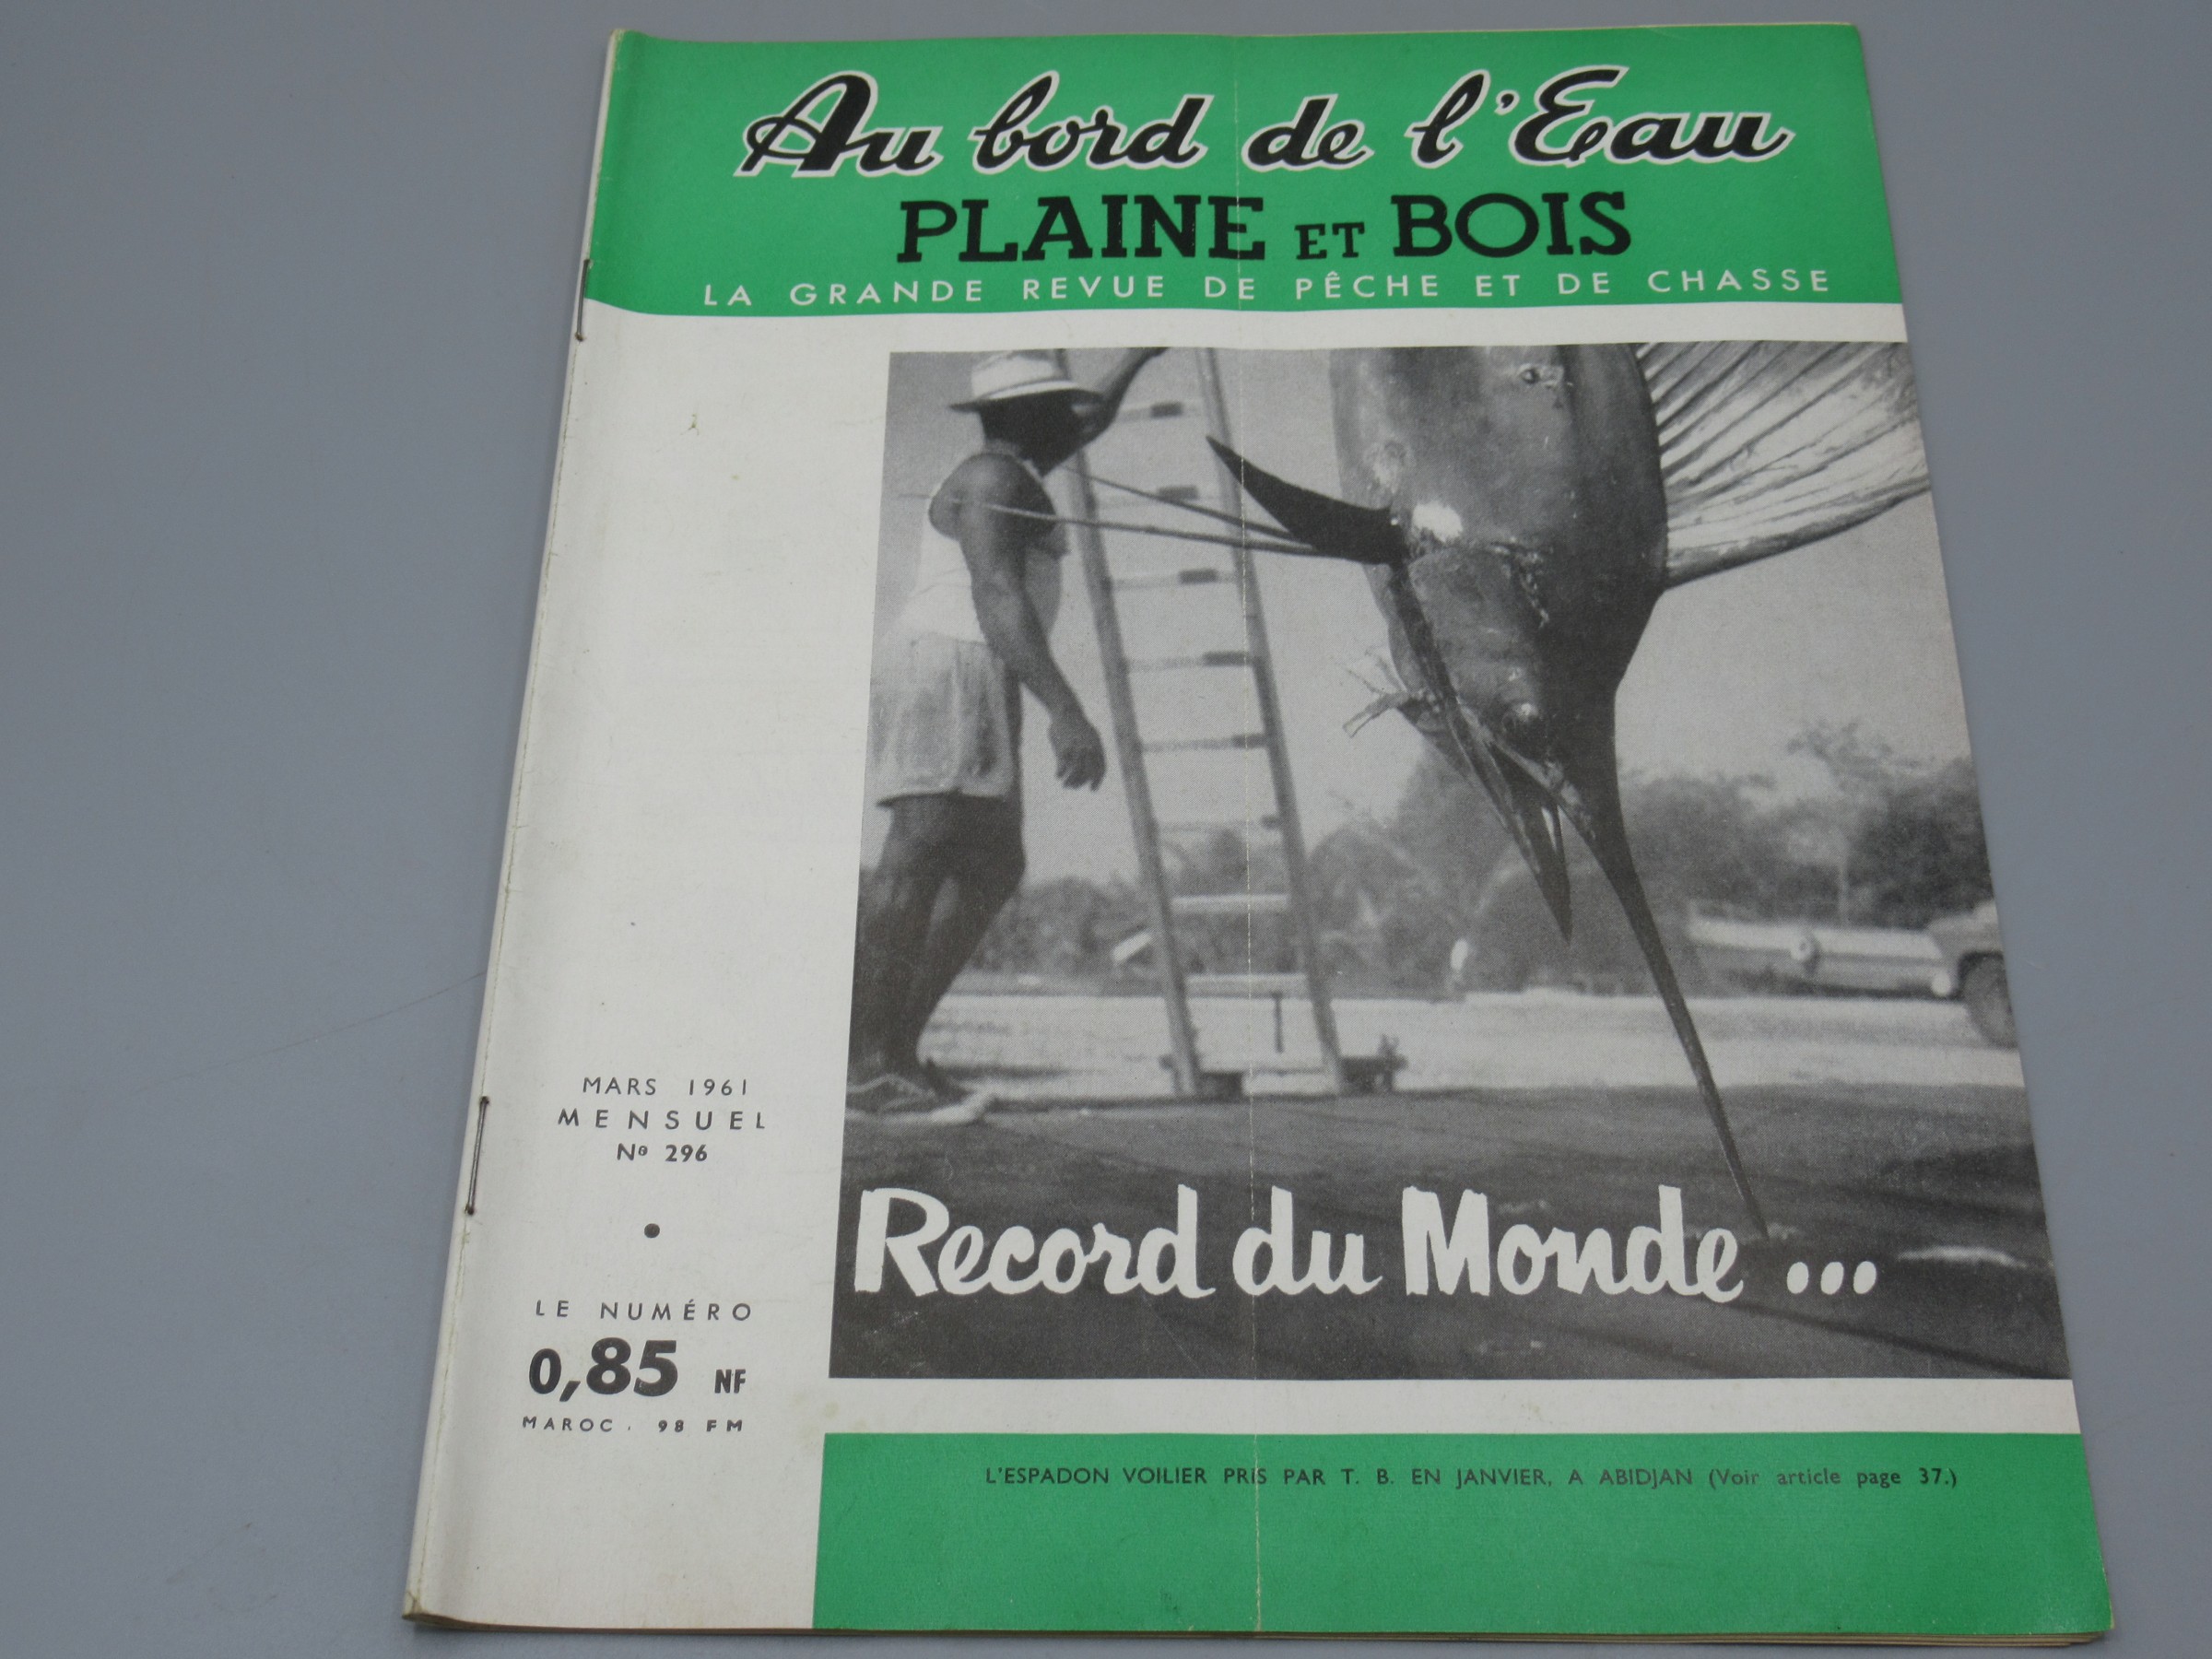 Au bord de l'Eau
PLAINE ET BOIS
LA GRANDE REVUE DE PÊCHE ET DE CHASSE
MARS 1961
MENSUEL
Nº 296
●
LE NUMÉRO
0,85 NF
MAROC . 98 FM
Record du Monde ...
L'ESPADON VOILIER PRIS PAR T. B. EN JANVIER, A ABIDJAN (Voir article page 37.)